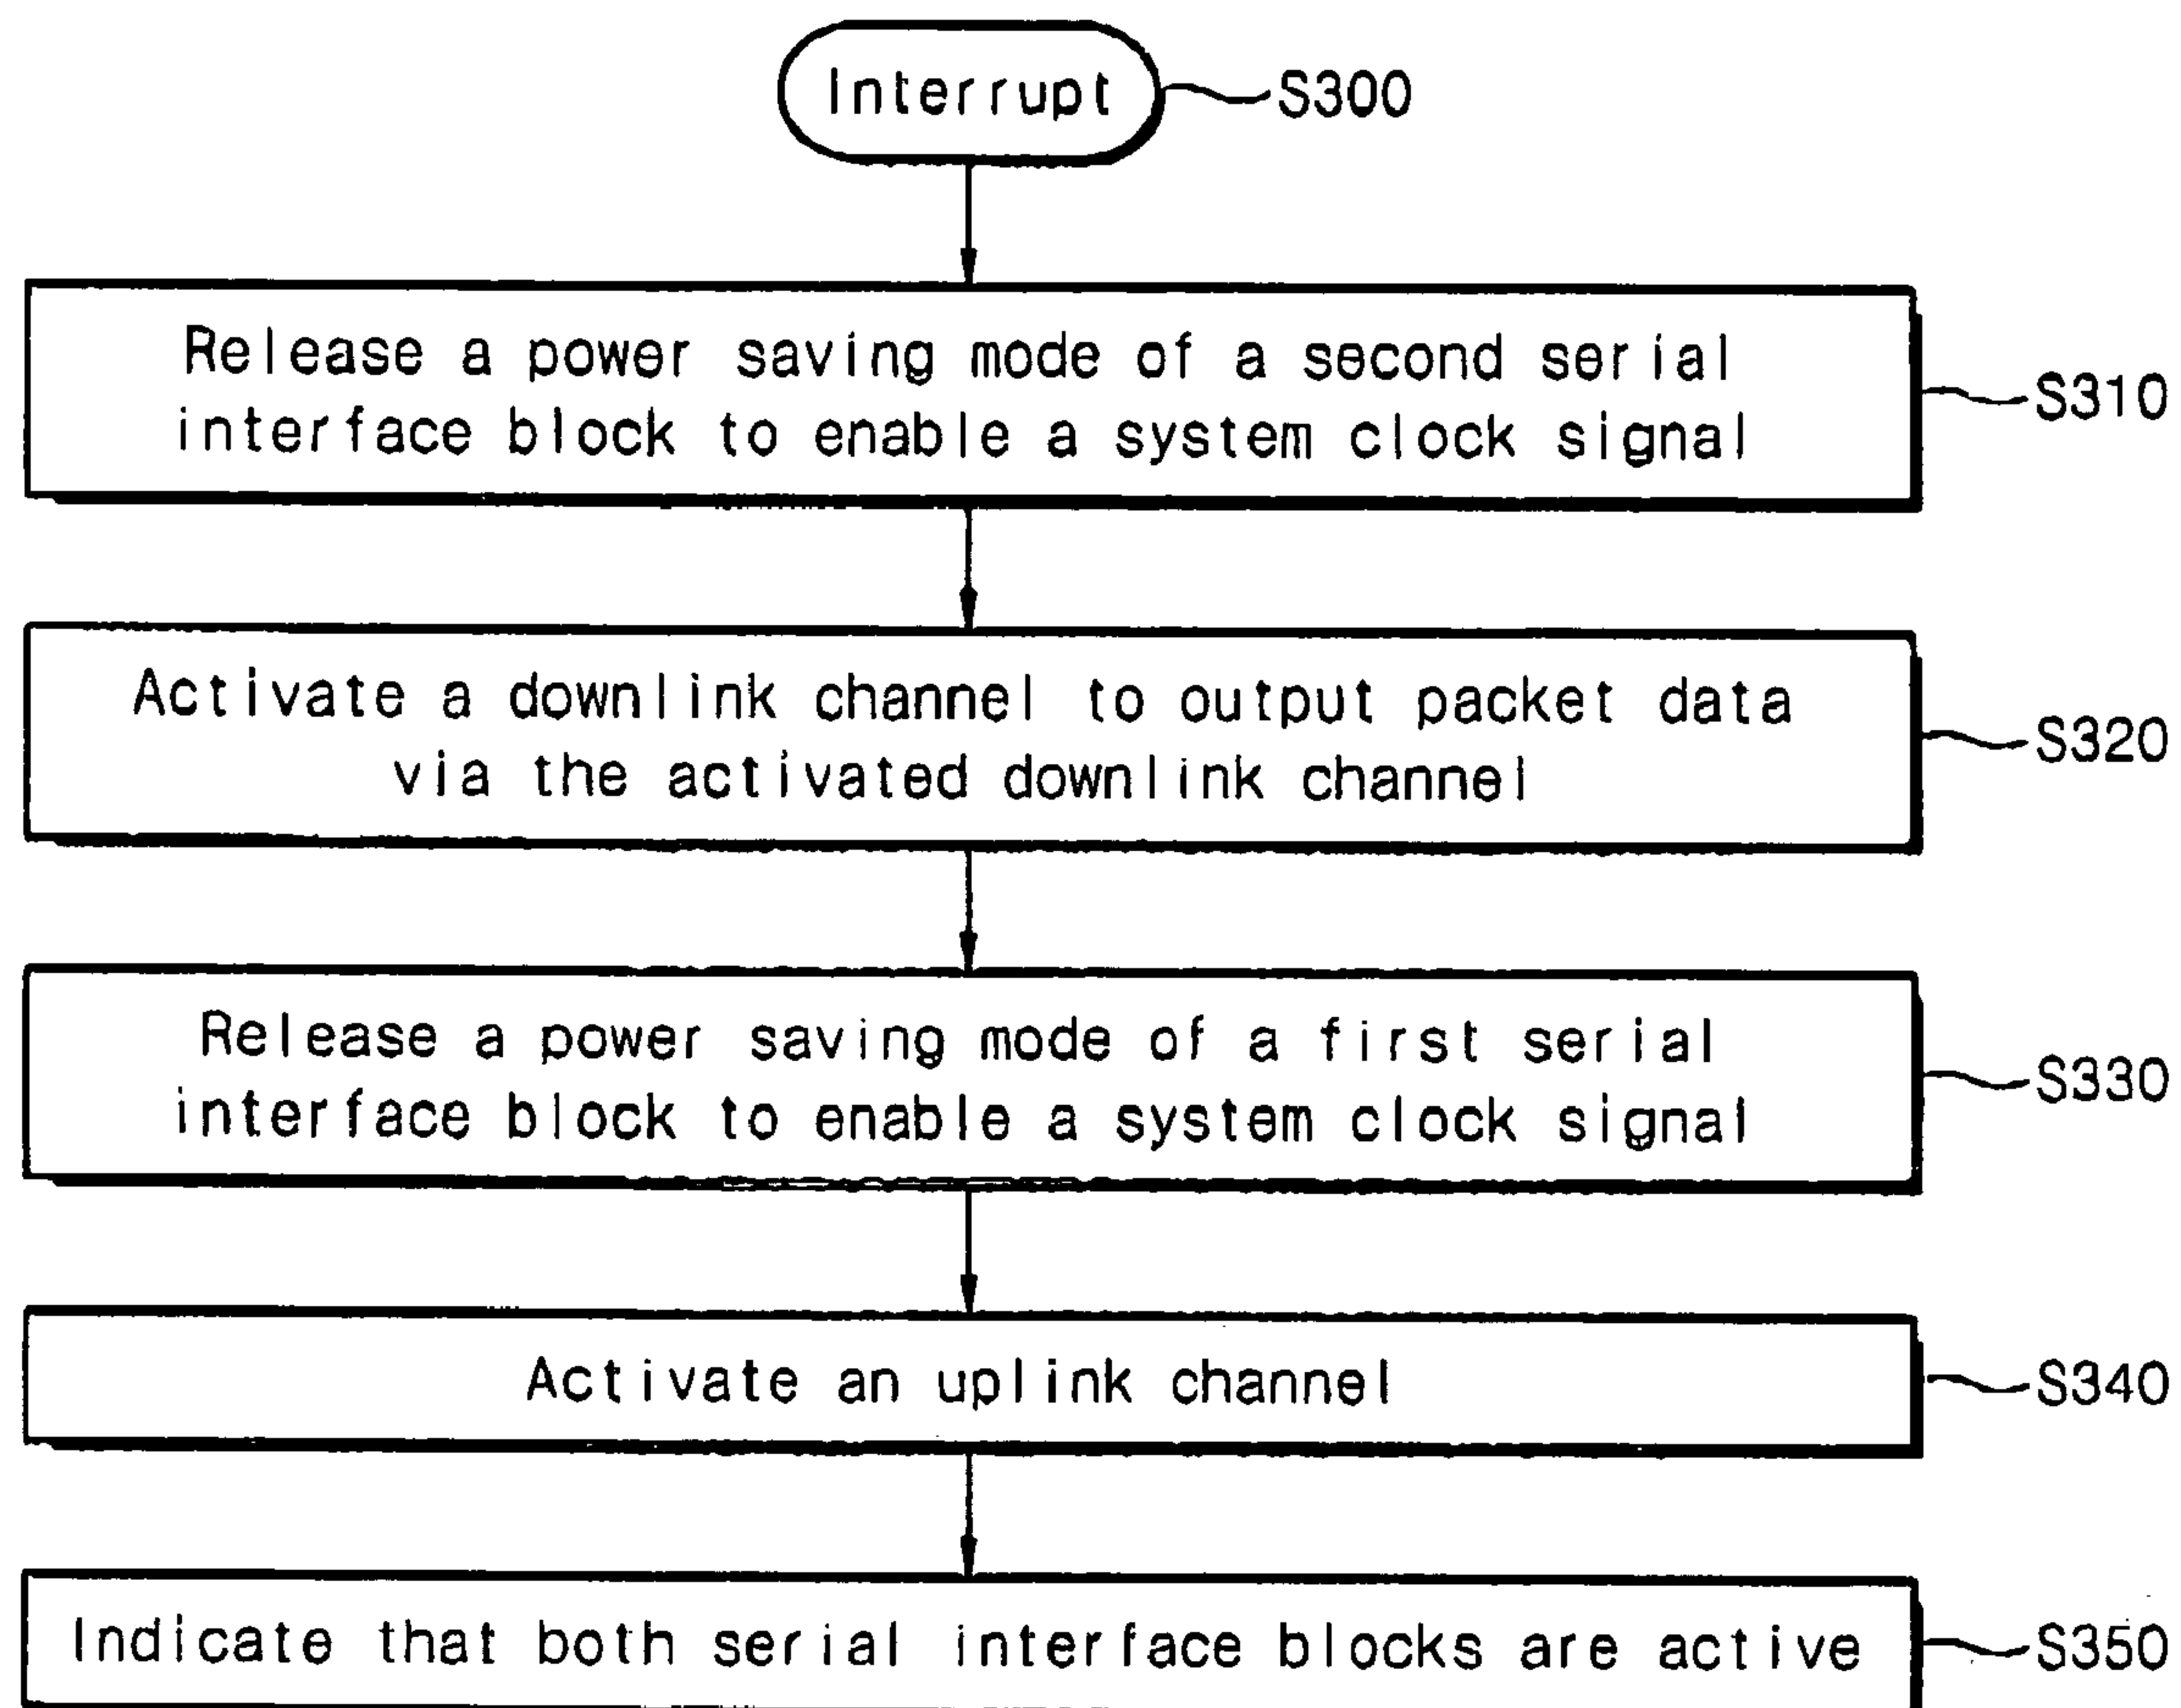 Interrupt
S300
Release a power saving mode of a second serial
interface block to enable a system clock signal
S310
Activate a downlink channel to output packet data
via the activated downlink channel
S320
Release a power saving mode of a first serial
interface block to enable a system clock signal
S330
Activate an uplink channel
S340
Indicate that both serial interface blocks are active
S350